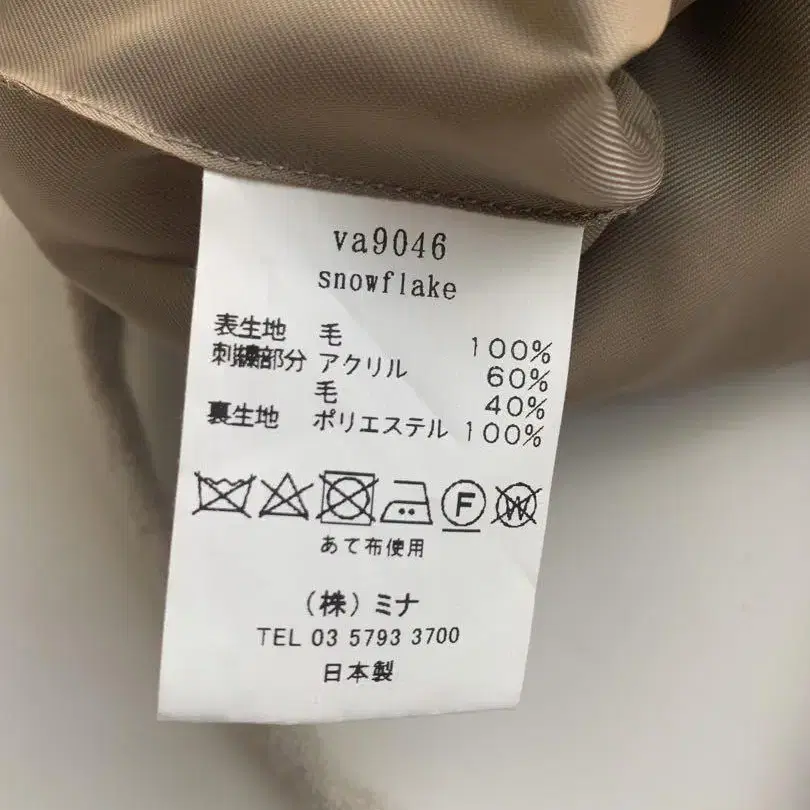 va9046
snowflake
表生地 毛 100%
刺繍部分 アクリル 60%
毛 40%
裏生地 ポリエステル 100%
F W
あて布使用
(株)ミナ
TEL 03 5793 3700
日本製